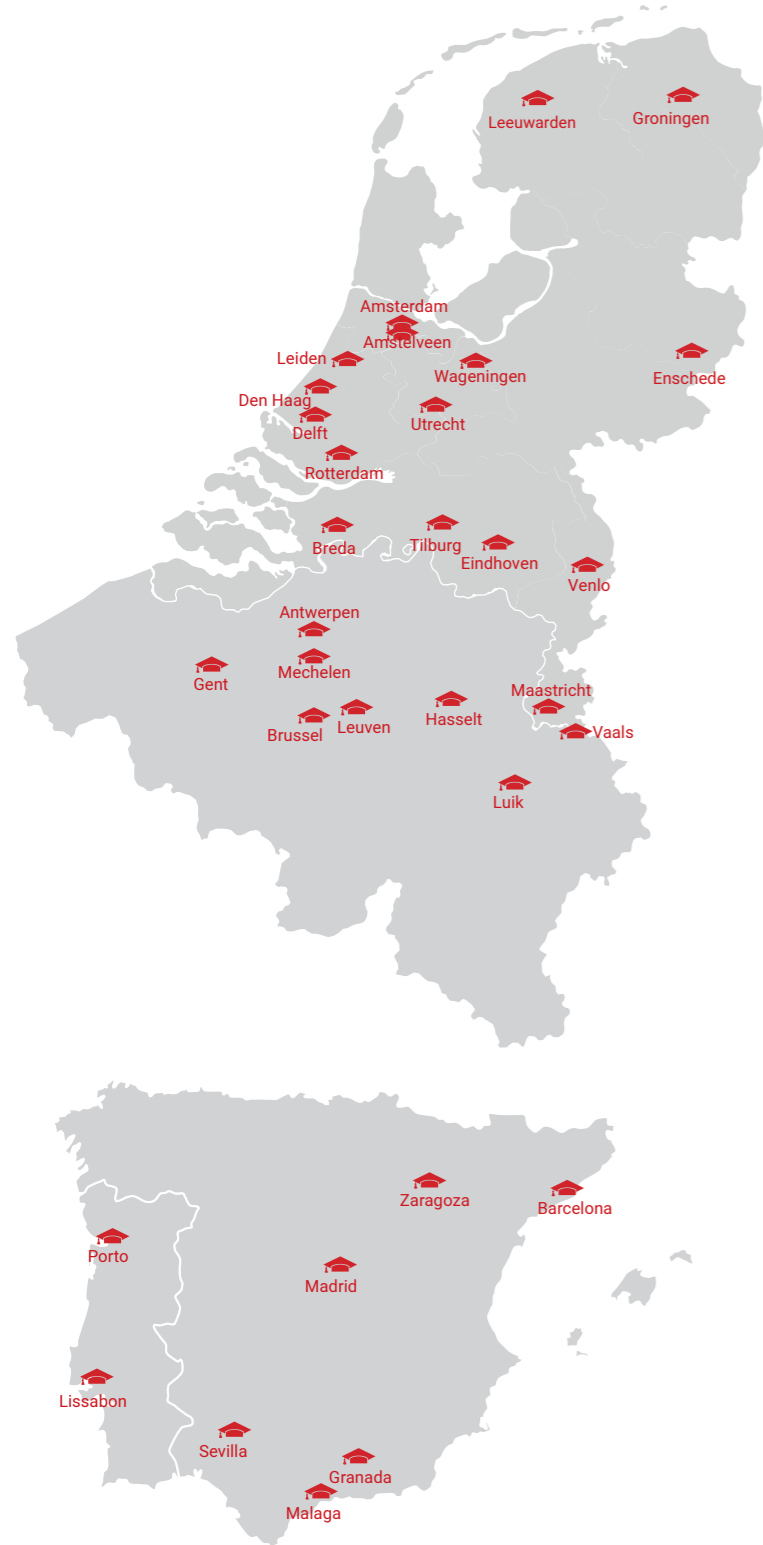 Leeuwarden
Groningen
Amsterdam
Amstelveen
Leiden
Wageningen
Enschede
Den Haag
Utrecht
Delft
Rotterdam
Breda
Tilburg
Eindhoven
Venlo
Antwerpen
Mechelen
Gent
Maastricht
Hasselt
Leuven
Brussel
Vaals
Luik
Zaragoza
Barcelona
Porto
Madrid
Lissabon
Sevilla
Granada
Malaga